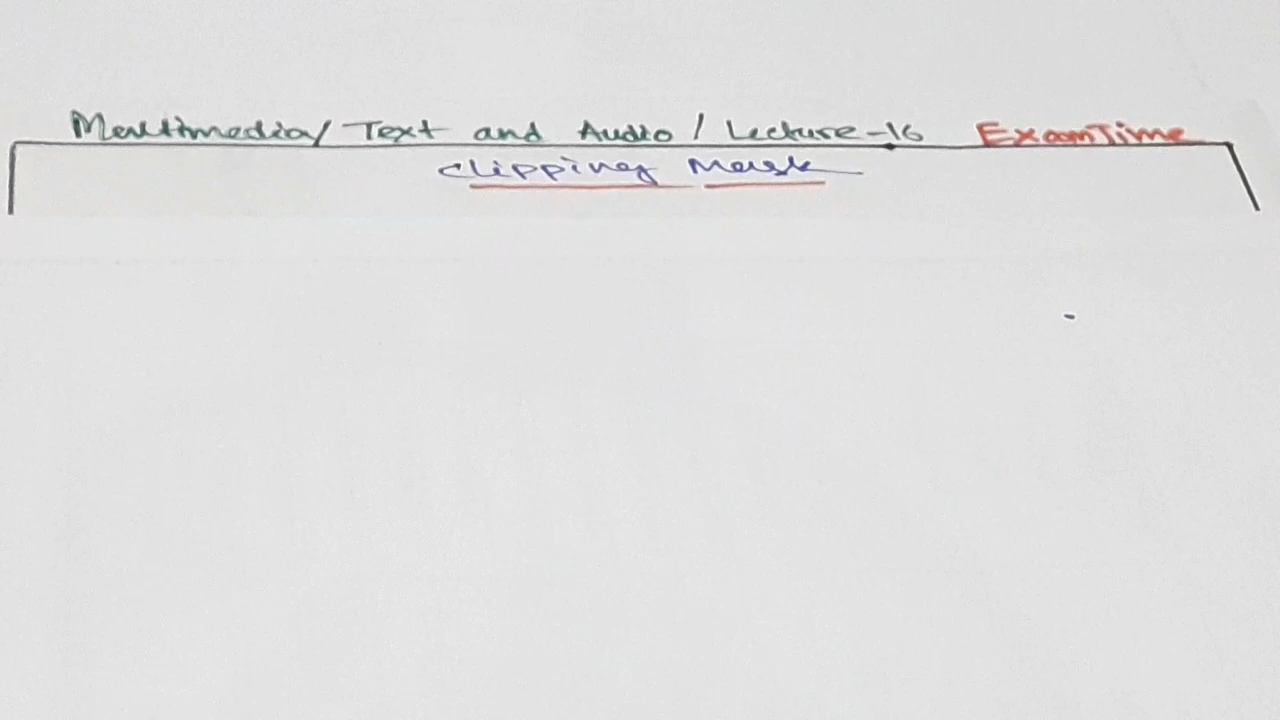 Multimedia/ Text and Audio / Lecture-16 ExamTime
Clipping Mask